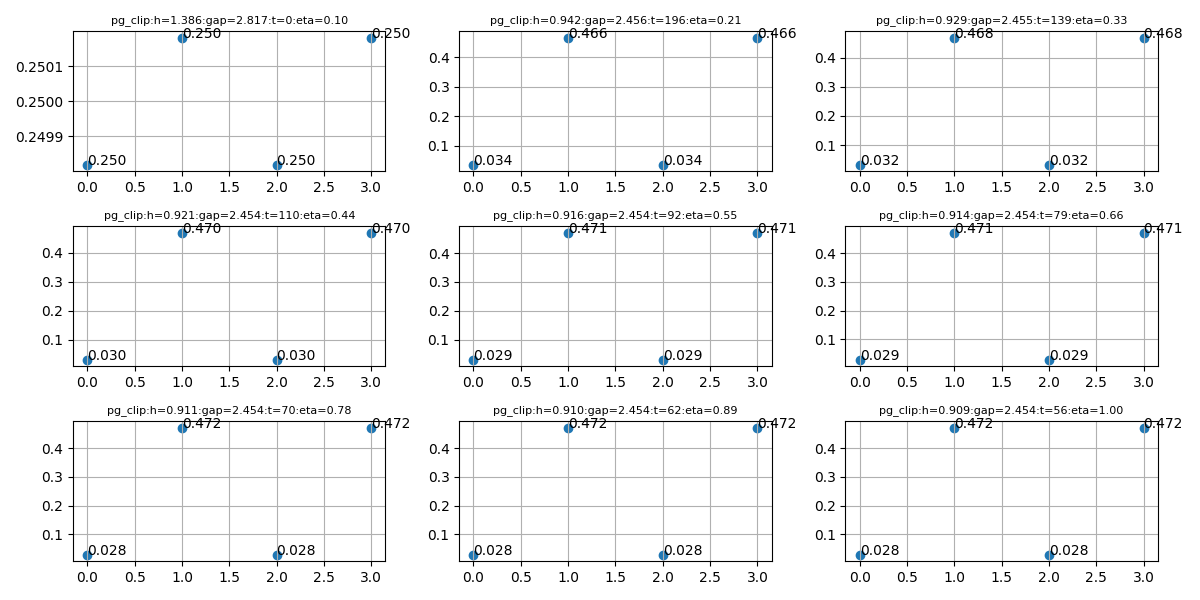 pg_clip:h=1.386:gap=2.817:t=0:eta=0.10
0.250 0.250
0.2501
0.2500
0.2499
0.250 0.250
0.0 0.5 1.0 1.5 2.0 2.5 3.0
pg_clip:h=0.942:gap=2.456:t=196:eta=0.21
0.466 0.466
0.4
0.3
0.2
0.1
0.034 0.034
0.0 0.5 1.0 1.5 2.0 2.5 3.0
pg_clip:h=0.929:gap=2.455:t=139:eta=0.33
0.468 0.468
0.4
0.3
0.2
0.1
0.032 0.032
0.0 0.5 1.0 1.5 2.0 2.5 3.0
pg_clip:h=0.921:gap=2.454:t=110:eta=0.44
0.470 0.470
0.4
0.3
0.2
0.1
0.030 0.030
0.0 0.5 1.0 1.5 2.0 2.5 3.0
pg_clip:h=0.916:gap=2.454:t=92:eta=0.55
0.471 0.471
0.4
0.3
0.2
0.1
0.029 0.029
0.0 0.5 1.0 1.5 2.0 2.5 3.0
pg_clip:h=0.914:gap=2.454:t=79:eta=0.66
0.471 0.471
0.4
0.3
0.2
0.1
0.029 0.029
0.0 0.5 1.0 1.5 2.0 2.5 3.0
pg_clip:h=0.911:gap=2.454:t=70:eta=0.78
0.472 0.472
0.4
0.3
0.2
0.1
0.028 0.028
0.0 0.5 1.0 1.5 2.0 2.5 3.0
pg_clip:h=0.910:gap=2.454:t=62:eta=0.89
0.472 0.472
0.4
0.3
0.2
0.1
0.028 0.028
0.0 0.5 1.0 1.5 2.0 2.5 3.0
pg_clip:h=0.909:gap=2.454:t=56:eta=1.00
0.472 0.472
0.4
0.3
0.2
0.1
0.028 0.028
0.0 0.5 1.0 1.5 2.0 2.5 3.0